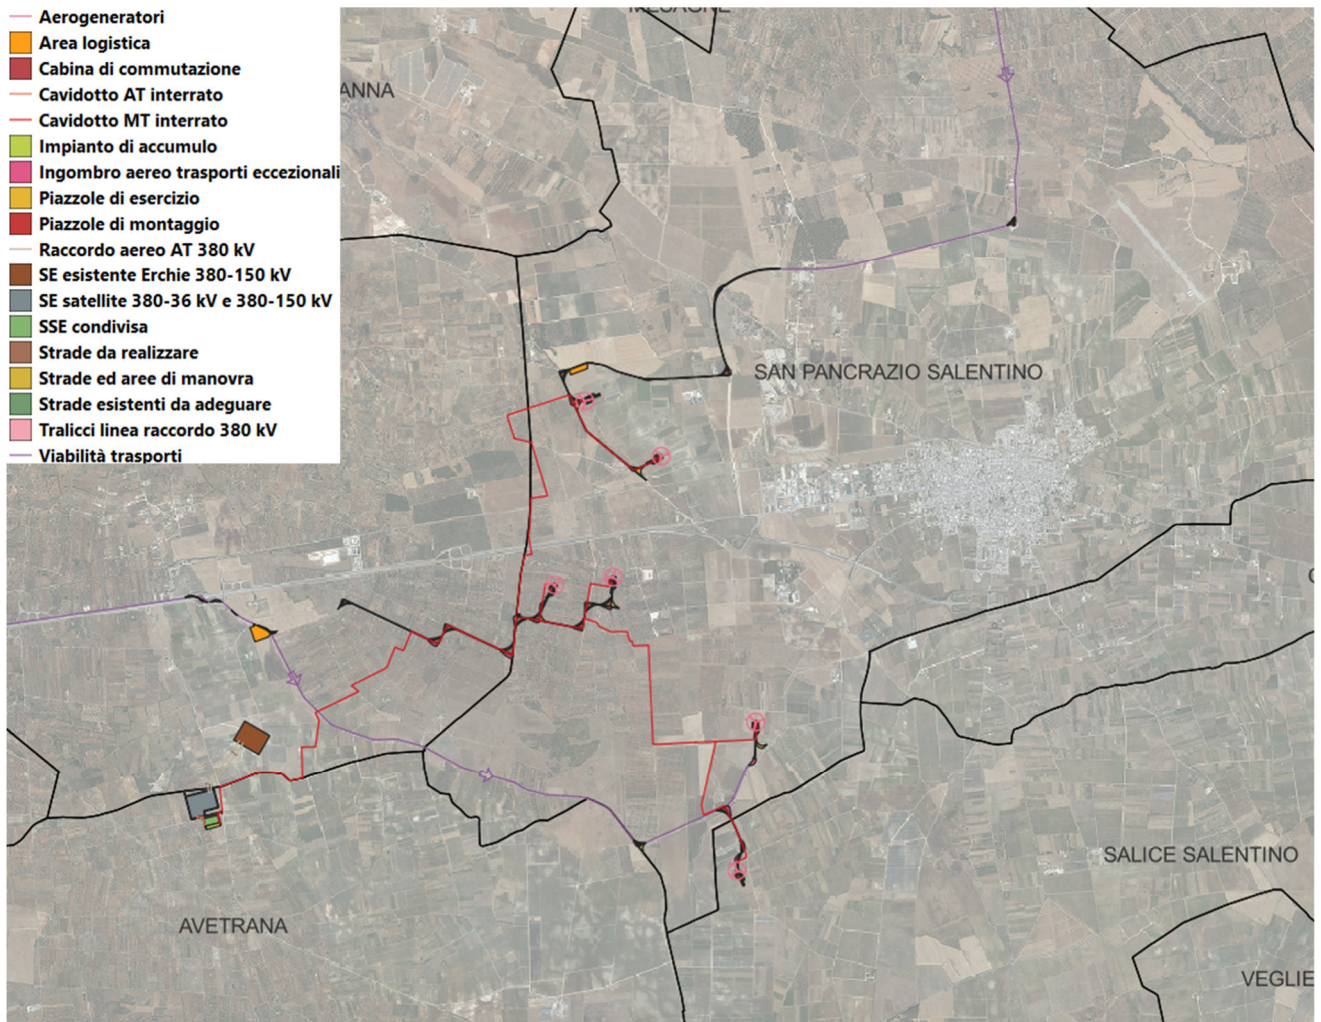 Aerogeneratori
Area logistica
Cabina di commutazione
Cavidotto AT interrato
Cavidotto MT interrato
Impianto di accumulo
Ingombro aereo trasporti eccezionali
Piazzole di esercizio
Piazzole di montaggio
Raccordo aereo AT 380 kV
SE esistente Erchie 380-150 kV
SE satellite 380-36 kV e 380-150 kV
SSE condivisa
Strade da realizzare
Strade ed aree di manovra
Strade esistenti da adeguare
Tralicci linea raccordo 380 kV
Viabilità trasporti
MESAGNE
ANNA
SAN PANCRAZIO SALENTINO
SALICE SALENTINO
AVETRANA
VEGLIE